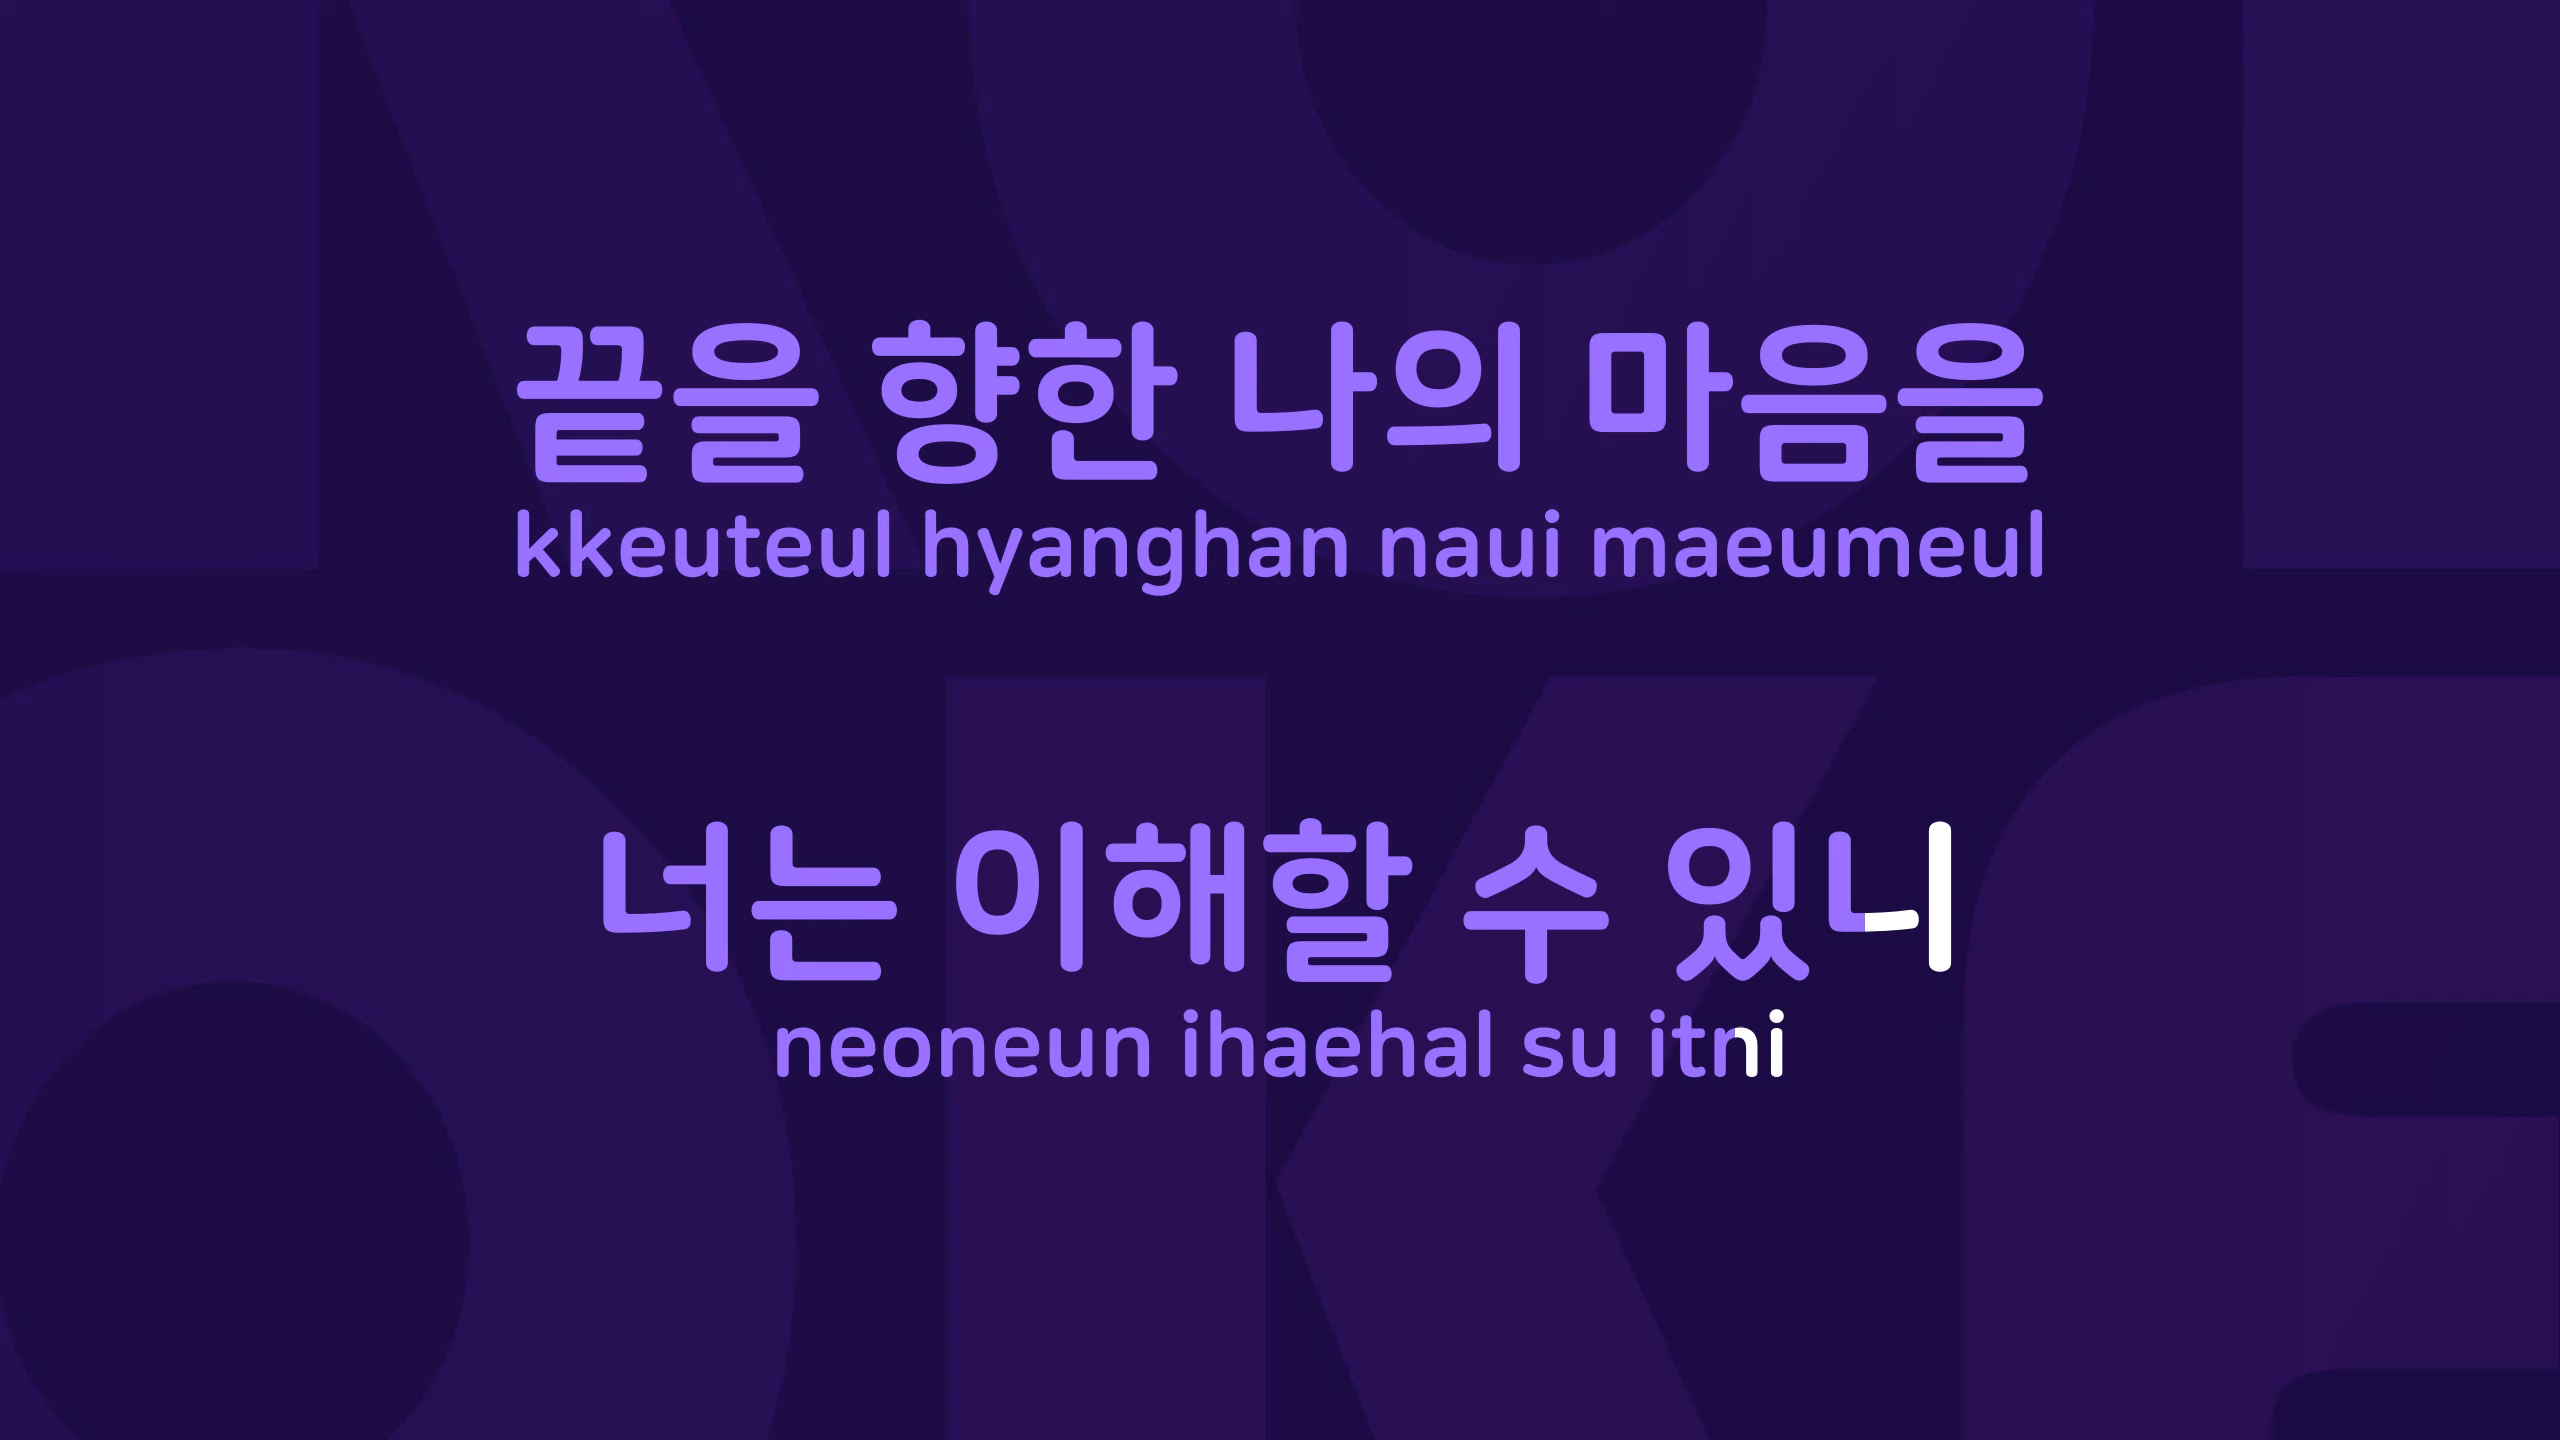 끝을 향한 나의 마음을
kkeuteul hyanghan naui maeumeul
너는 이해할 수 있니
neoneun ihaehal su itni